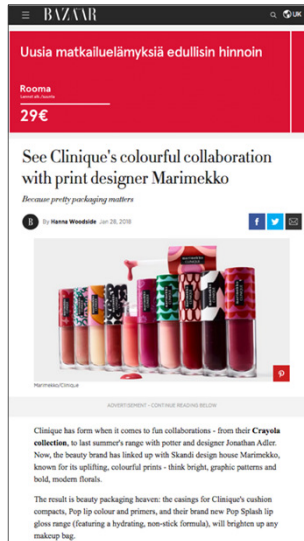 BAZAAR
UK
Uusia matkailuelämyksiä edullisin hinnoin
Rooma
29€
See Clinique's colourful collaboration
with print designer Marimekko
Because pretty packaging matters
B
By Hanna Woodside Jan 26, 2018
Marimekko/Clinique
ADVERTISEMENT - CONTINUE READING BELOW
Clinique has form when it comes to fun collaborations - from their Crayola
collection, to last summer's range with potter and designer Jonathan Adler.
Now, the beauty brand has linked up with Skandi design house Marimekko,
known for its uplifting, colourful prints - think bright, graphic patterns and
bold, modern florals.
The result is beauty packaging heaven: the casings for Clinique's cushion
compacts, Pop lip colour and primers, and their brand new Pop Splash lip
gloss range (featuring a hydrating, non-stick formula), will brighten up any
makeup bag.